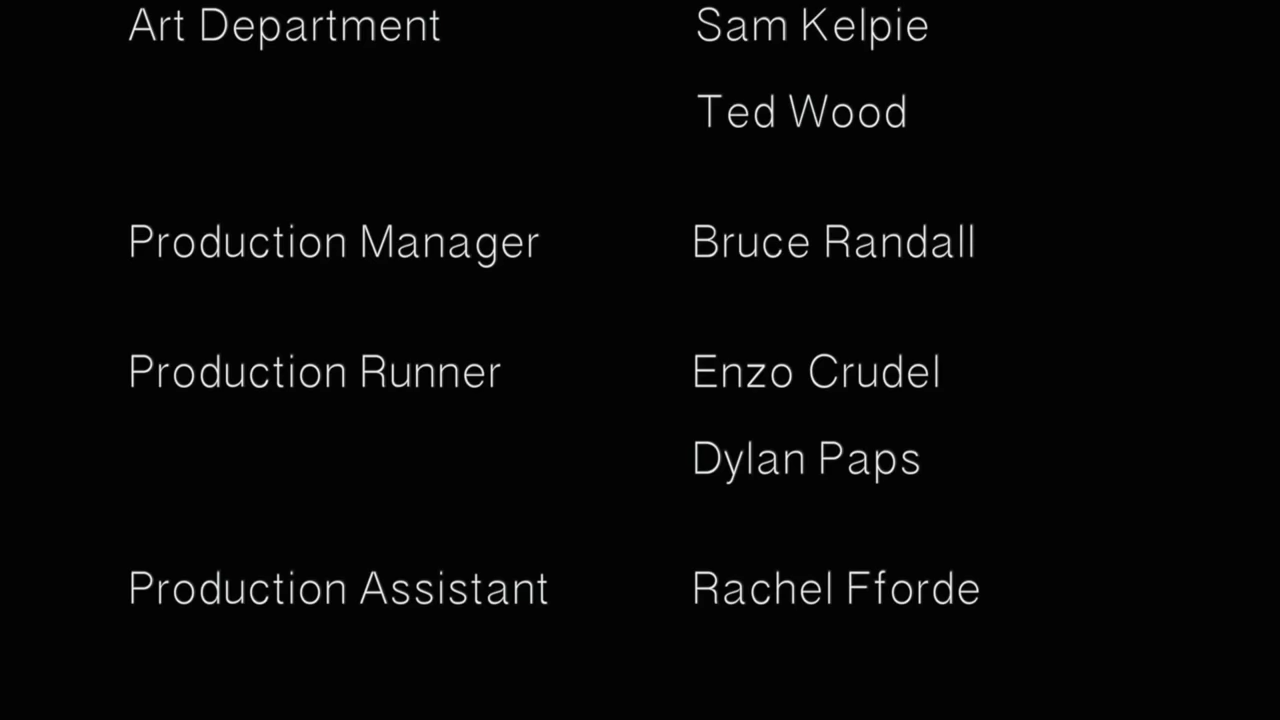 Art Department Sam Kelpie
Ted Wood
Production Manager Bruce Randall
Production Runner Enzo Crudel
Dylan Paps
Production Assistant Rachel Fforde